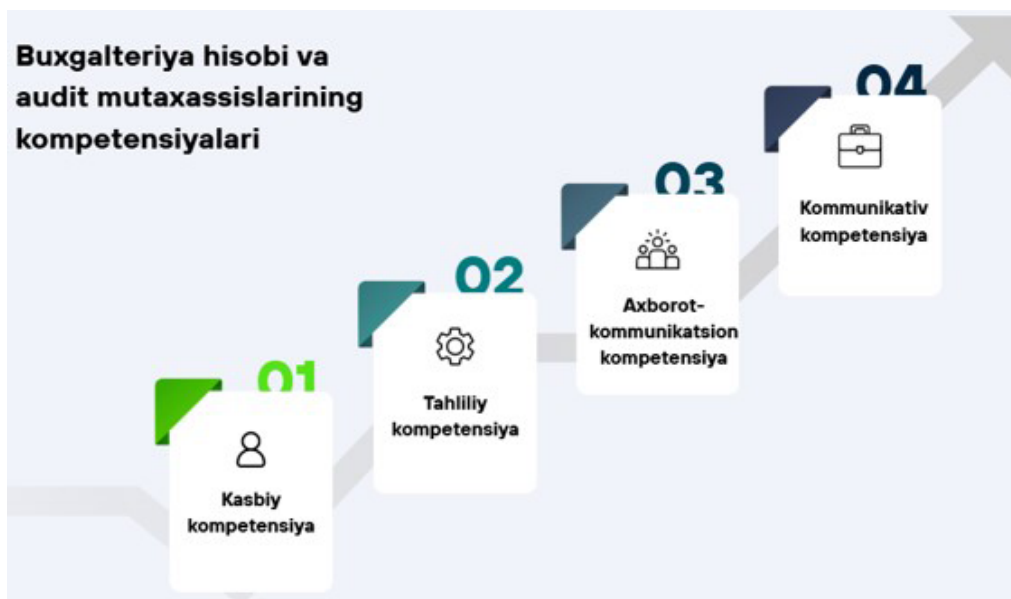 Buxgalteriya hisobi va
audit mutaxassislarining
kompetensiyalari
01
Kasbiy
kompetensiya
02
Tahliliy
kompetensiya
03
Axborot-
kommunikatsion
kompetensiya
04
Kommunikativ
kompetensiya